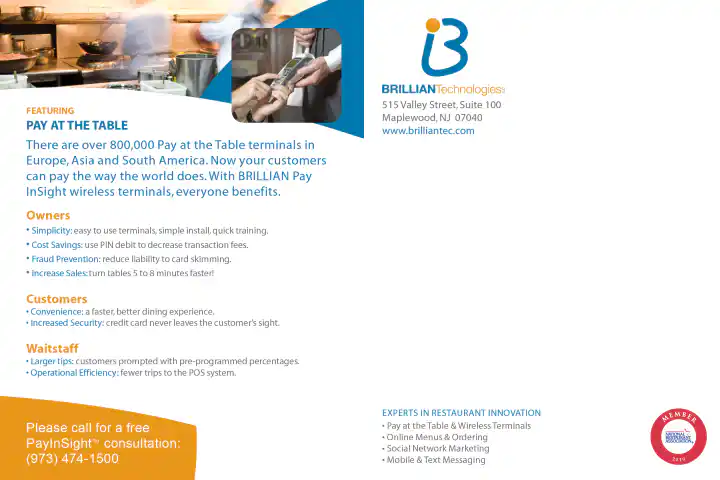 FEATURING
PAY AT THE TABLE
There are over 800,000 Pay at the Table terminals in
Europe, Asia and South America. Now your customers
can pay the way the world does. With BRILLIAN Pay
InSight wireless terminals, everyone benefits.
Owners
• Simplicity: easy to use terminals, simple install, quick training.
• Cost Savings: use PIN debit to decrease transaction fees.
• Fraud Prevention: reduce liability to card skimming.
• Increase Sales: turn tables 5 to 8 minutes faster!
Customers
• Convenience: a faster, better dining experience.
• Increased Security: credit card never leaves the customer's sight.
Waitstaff
• Larger tips: customers prompted with pre-programmed percentages.
• Operational Efficiency: fewer trips to the POS system.
Please call for a free
PayInSight™ consultation:
(973) 474-1500
BRILLIANTechnologies
515 Valley Street, Suite 100
Maplewood, NJ 07040
www.brilliantec.com
EXPERTS IN RESTAURANT INNOVATION
• Pay at the Table & Wireless Terminals
• Online Menus & Ordering
• Social Network Marketing
• Mobile & Text Messaging
MEMBER
NATIONAL
RESTAURANT
ASSOCIATION
2010